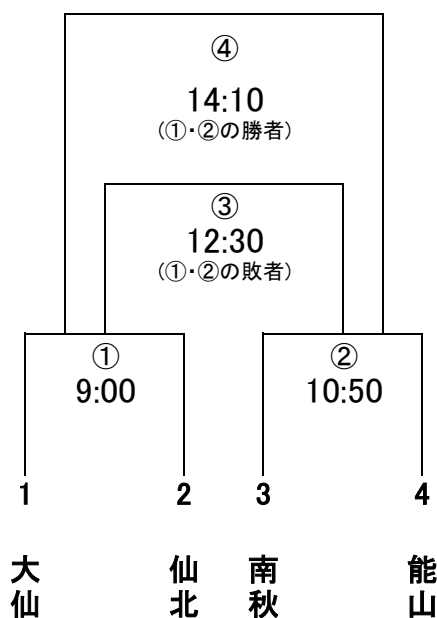 ④
14:10
(①・②の勝者)
③
12:30
(①・②の敗者)
① ②
9:00 10:50
1 2 3 4
大仙 仙北 南秋 能山